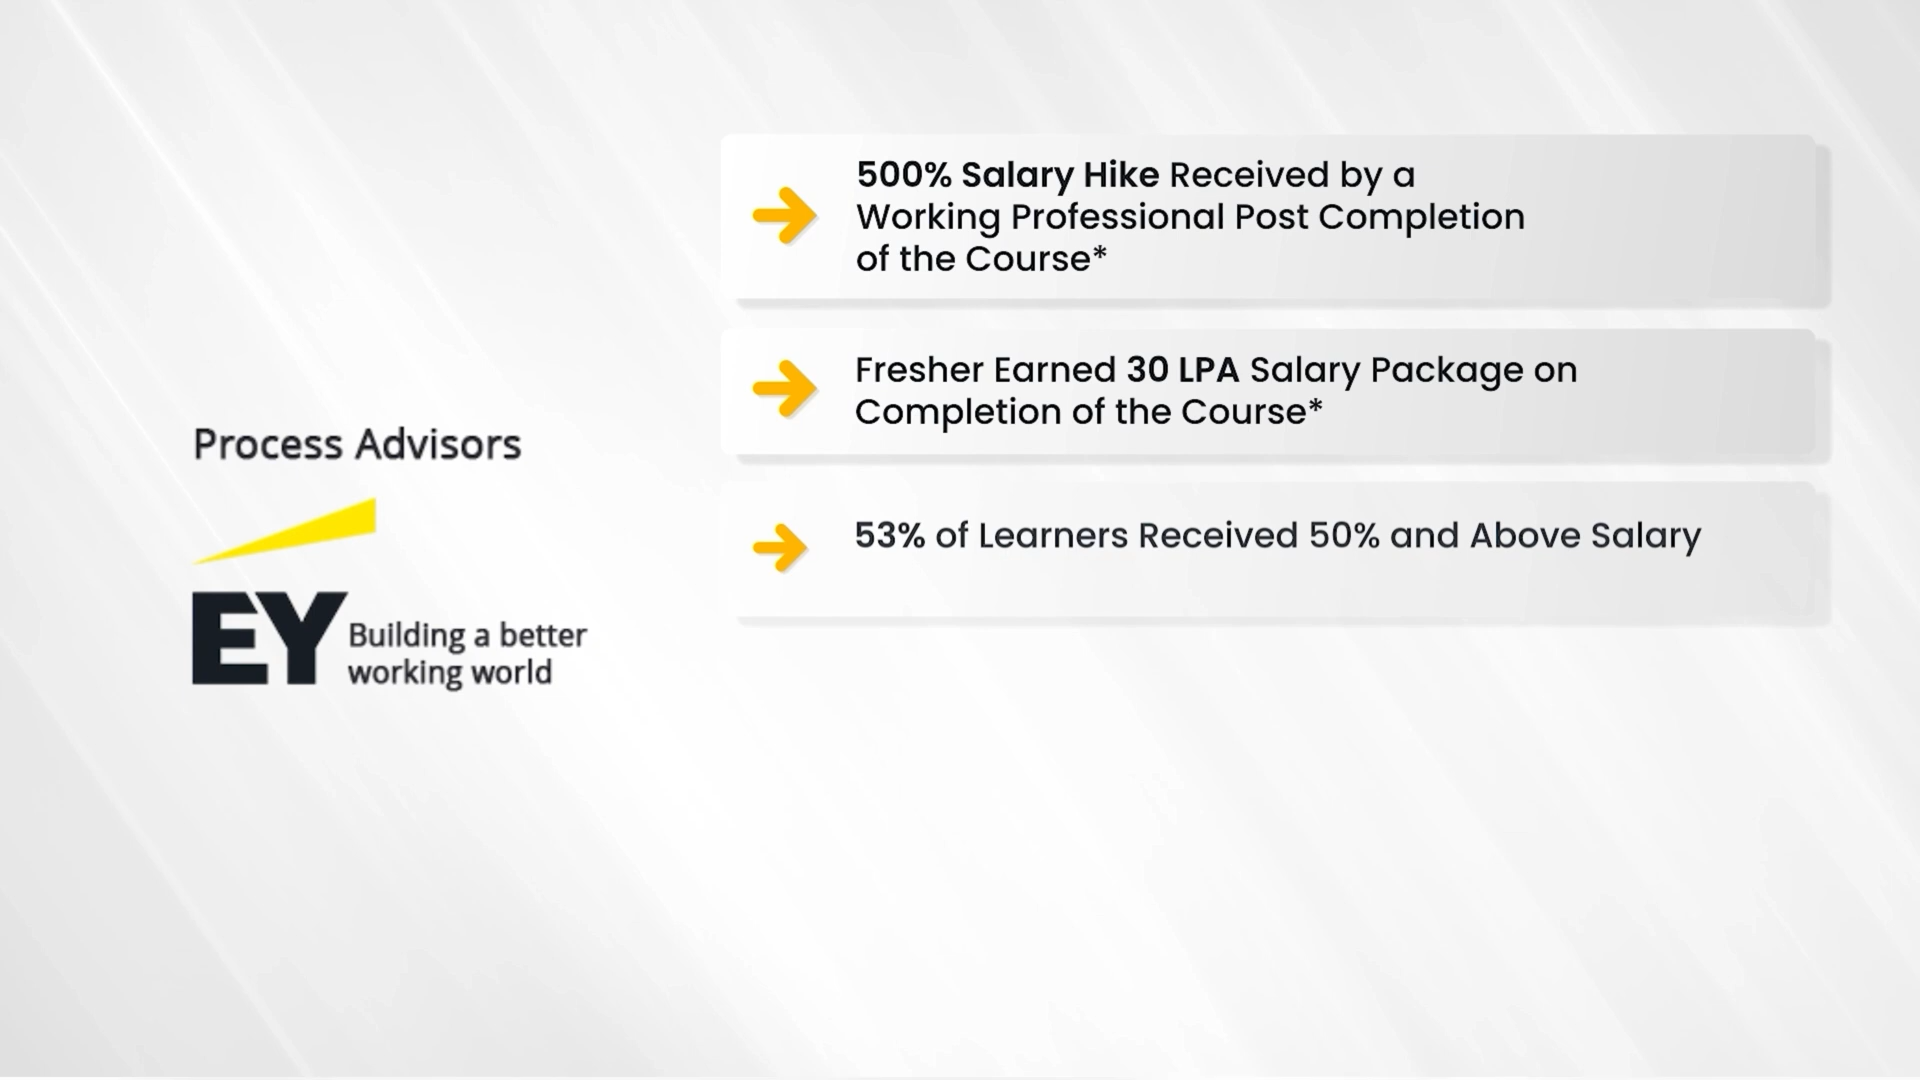 Process Advisors
EY
Building a better
working world
500% Salary Hike Received by a
Working Professional Post Completion
of the Course*
Fresher Earned 30 LPA Salary Package on
Completion of the Course*
53% of Learners Received 50% and Above Salary